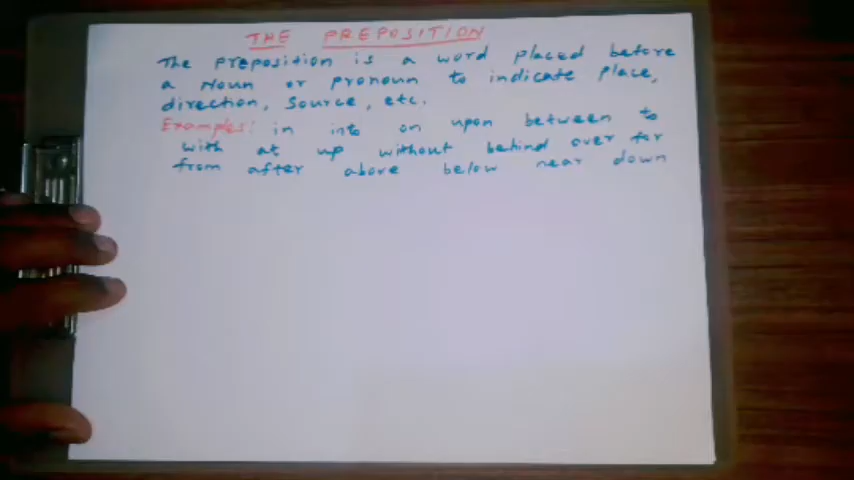 THE PREPOSITION
The preposition is a word placed before
a Noun or pronoun to indicate place,
direction, Source, etc.
Examples: in into on upon between to
with at up without behind over for
from after above below near down